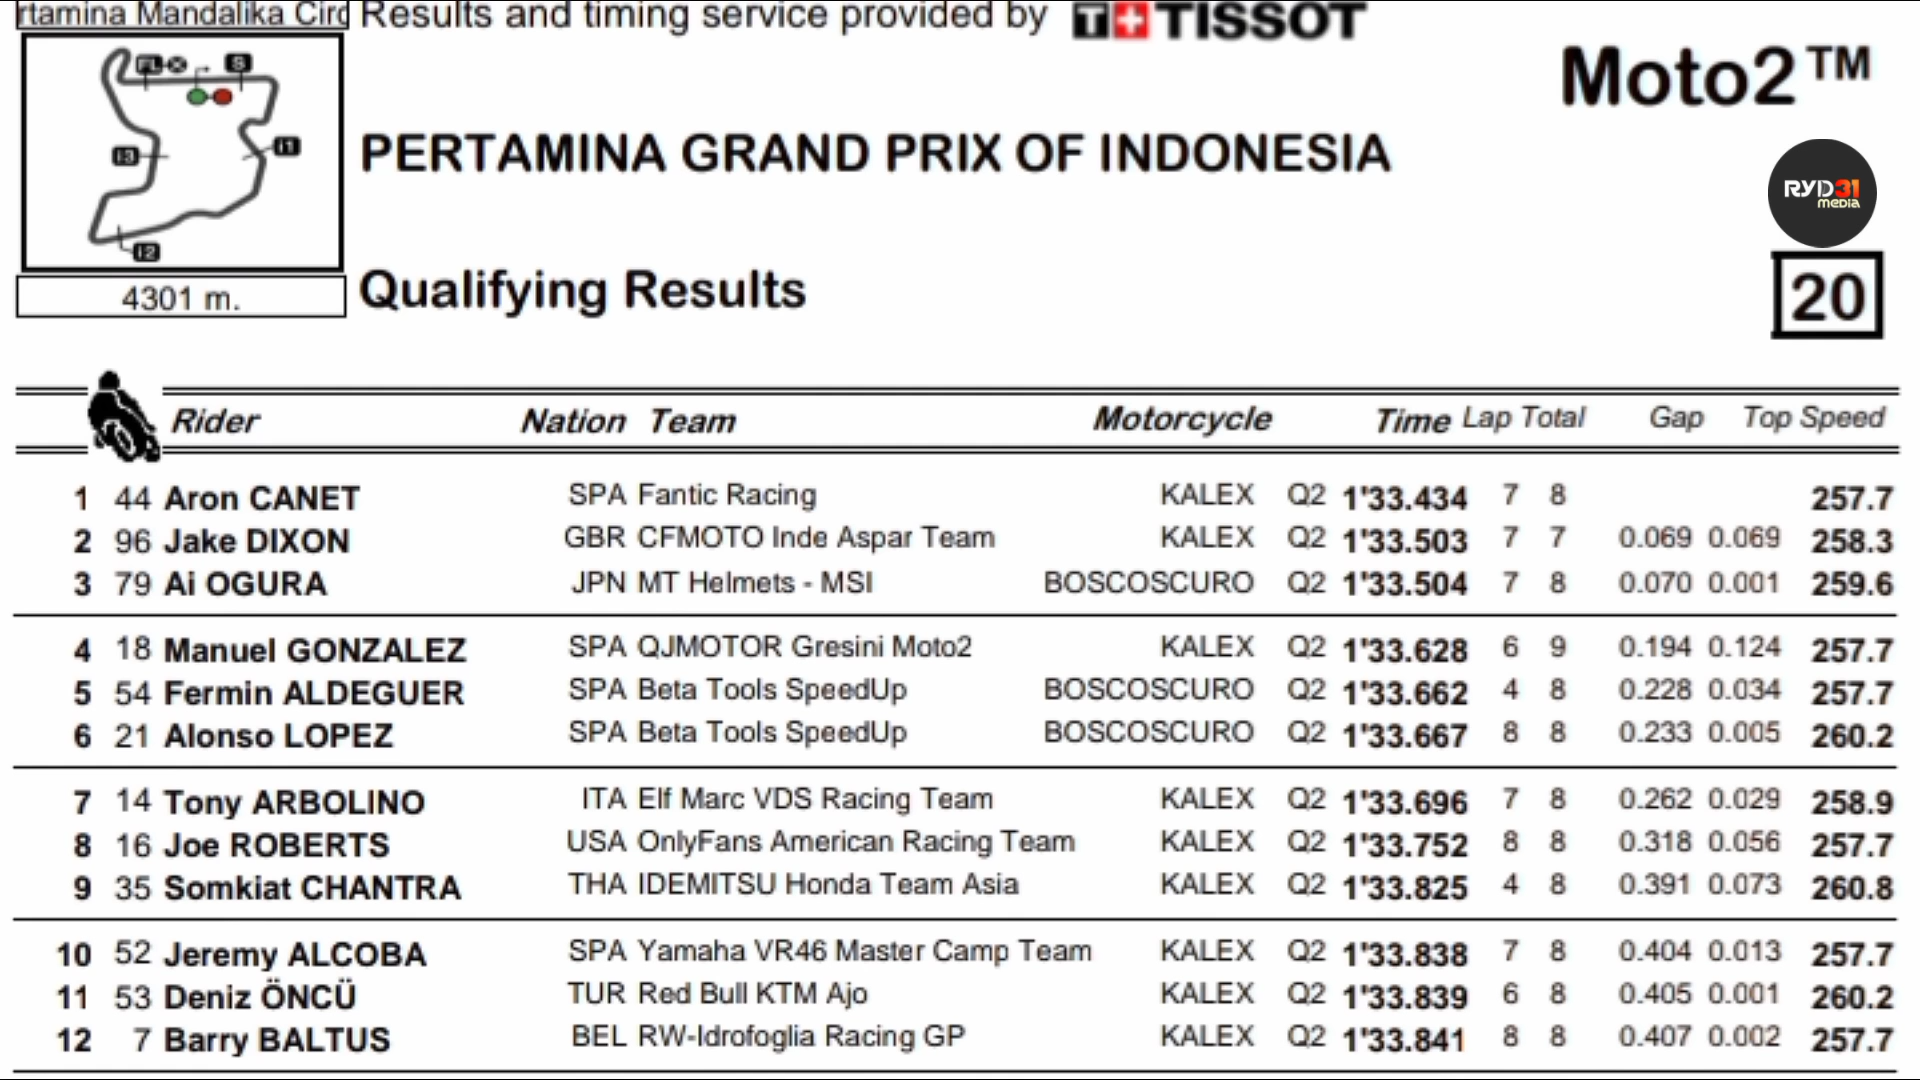 rtamina Mandalika Circ Results and timing service provided by T+ TISSOT
Moto2™
PERTAMINA GRAND PRIX OF INDONESIA
RYD31
media
FL
S
I1
I3
I2
4301 m.
Qualifying Results
20
Rider Nation Team Motorcycle Time Lap Total Gap Top Speed
1 44 Aron CANET SPA Fantic Racing KALEX Q2 1'33.434 7 8 257.7
2 96 Jake DIXON GBR CFMOTO Inde Aspar Team KALEX Q2 1'33.503 7 7 0.069 0.069 258.3
3 79 Ai OGURA JPN MT Helmets - MSI BOSCOSCURO Q2 1'33.504 7 8 0.070 0.001 259.6
4 18 Manuel GONZALEZ SPA QJMOTOR Gresini Moto2 KALEX Q2 1'33.628 6 9 0.194 0.124 257.7
5 54 Fermin ALDEGUER SPA Beta Tools SpeedUp BOSCOSCURO Q2 1'33.662 4 8 0.228 0.034 257.7
6 21 Alonso LOPEZ SPA Beta Tools SpeedUp BOSCOSCURO Q2 1'33.667 8 8 0.233 0.005 260.2
7 14 Tony ARBOLINO ITA Elf Marc VDS Racing Team KALEX Q2 1'33.696 7 8 0.262 0.029 258.9
8 16 Joe ROBERTS USA OnlyFans American Racing Team KALEX Q2 1'33.752 8 8 0.318 0.056 257.7
9 35 Somkiat CHANTRA THA IDEMITSU Honda Team Asia KALEX Q2 1'33.825 4 8 0.391 0.073 260.8
10 52 Jeremy ALCOBA SPA Yamaha VR46 Master Camp Team KALEX Q2 1'33.838 7 8 0.404 0.013 257.7
11 53 Deniz ÖNCÜ TUR Red Bull KTM Ajo KALEX Q2 1'33.839 6 8 0.405 0.001 260.2
12 7 Barry BALTUS BEL RW-Idrofoglia Racing GP KALEX Q2 1'33.841 8 8 0.407 0.002 257.7